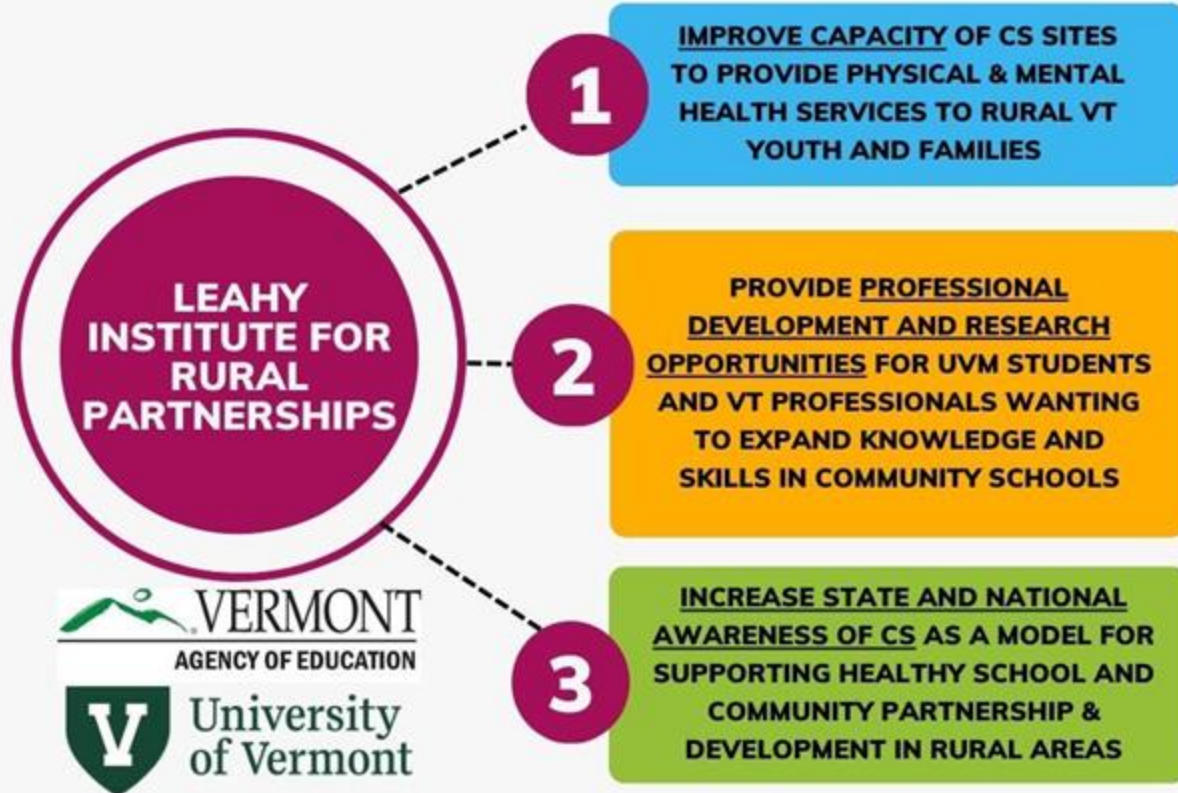 LEAHY
INSTITUTE FOR
RURAL
PARTNERSHIPS
1
IMPROVE CAPACITY OF CS SITES
TO PROVIDE PHYSICAL & MENTAL
HEALTH SERVICES TO RURAL VT
YOUTH AND FAMILIES
2
PROVIDE PROFESSIONAL
DEVELOPMENT AND RESEARCH
OPPORTUNITIES FOR UVM STUDENTS
AND VT PROFESSIONALS WANTING
TO EXPAND KNOWLEDGE AND
SKILLS IN COMMUNITY SCHOOLS
3
INCREASE STATE AND NATIONAL
AWARENESS OF CS AS A MODEL FOR
SUPPORTING HEALTHY SCHOOL AND
COMMUNITY PARTNERSHIP &
DEVELOPMENT IN RURAL AREAS
VERMONT
AGENCY OF EDUCATION
V
University
of Vermont